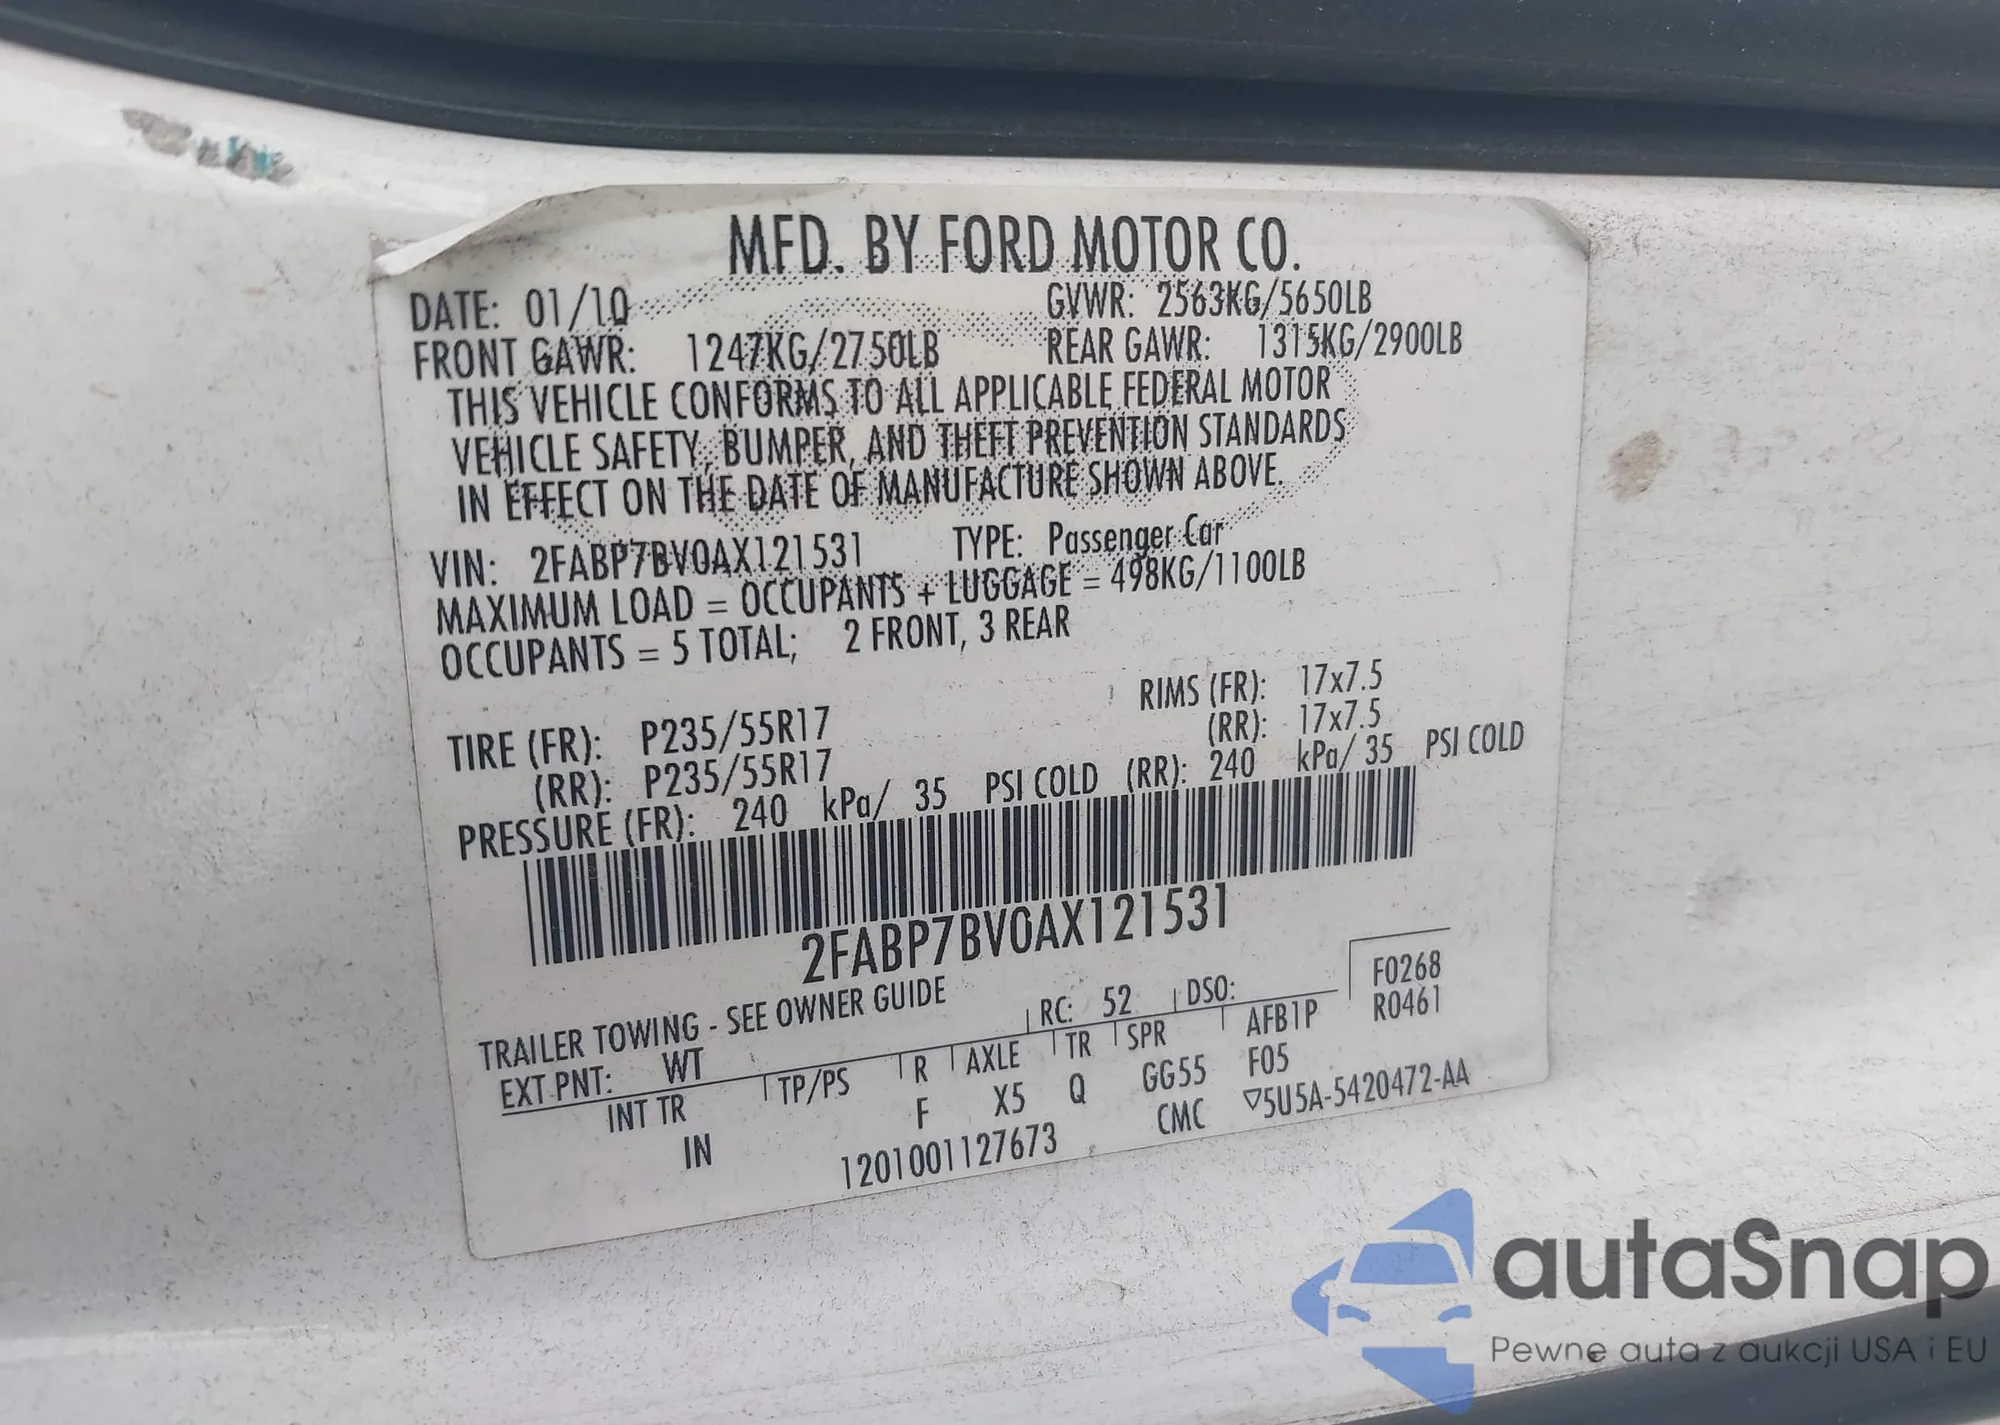 MFD. BY FORD MOTOR CO.
DATE: 01/10 GVWR: 2563KG/5650LB
FRONT GAWR: 1247KG/2750LB REAR GAWR: 1315KG/2900LB
THIS VEHICLE CONFORMS TO ALL APPLICABLE FEDERAL MOTOR
VEHICLE SAFETY, BUMPER, AND THEFT PREVENTION STANDARDS
IN EFFECT ON THE DATE OF MANUFACTURE SHOWN ABOVE.
VIN: 2FABP7BV0AX121531 TYPE: Passenger Car
MAXIMUM LOAD = OCCUPANTS + LUGGAGE = 498KG/1100LB
OCCUPANTS = 5 TOTAL; 2 FRONT, 3 REAR
TIRE (FR): P235/55R17 RIMS (FR): 17x7.5
(RR): P235/55R17 (RR): 17x7.5
PRESSURE (FR): 240 kPa/ 35 PSI COLD (RR): 240 kPa/ 35 PSI COLD
2FABP7BV0AX121531
TRAILER TOWING - SEE OWNER GUIDE F0268
EXT PNT: WT RC: 52 DSO: R0461
INT TR TP/PS R AXLE TR SPR AFB1P
IN F X5 Q GG55 F05
1201001127673 CMC ▽5U5A-5420472-AA
autaSnap
Pewne auta z aukcji USA i EU